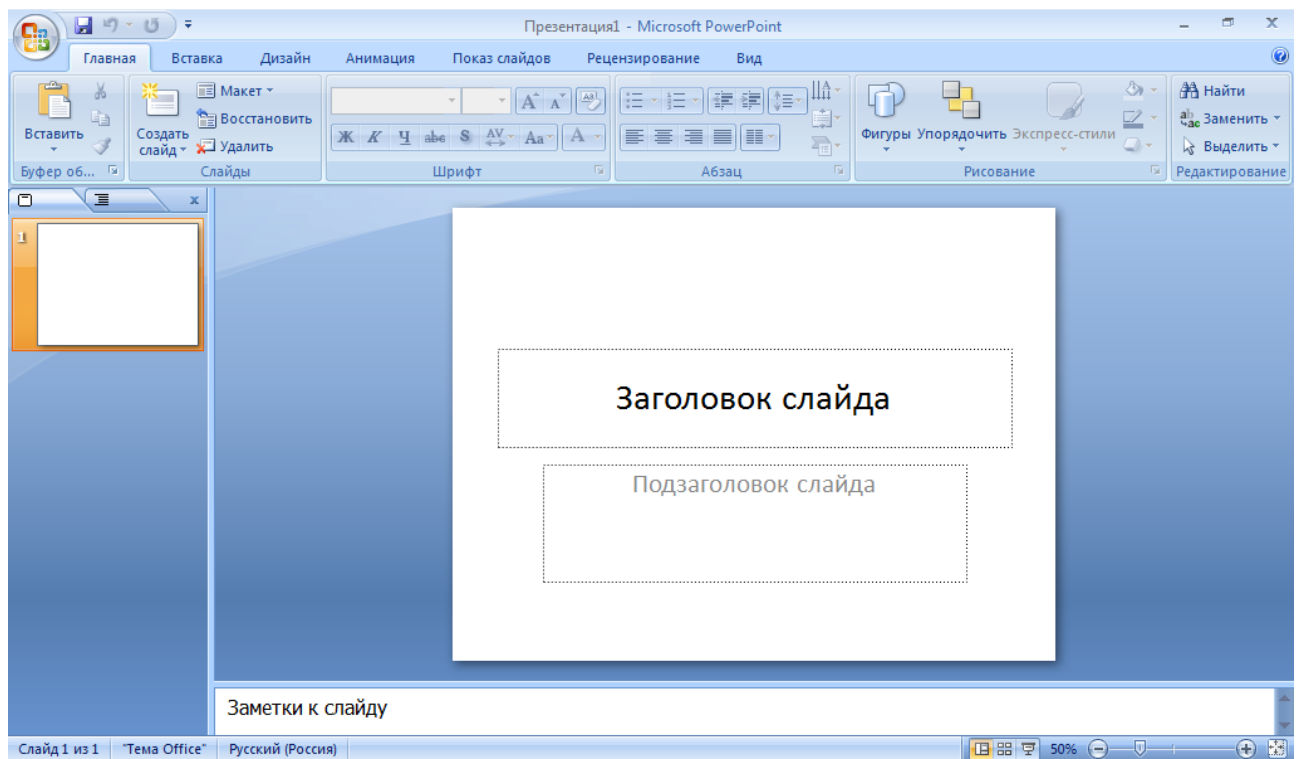 Презентация1 - Microsoft PowerPoint
Главная Вставка Дизайн Анимация Показ слайдов Рецензирование Вид
Вставить
Буфер об...
Создать слайд
Макет
Восстановить
Удалить
Слайды
Ж К Ч abe S AV Aa A
Шрифт
Абзац
Фигуры Упорядочить Экспресс-стили
Рисование
Найти
Заменить
Выделить
Редактирование
1
Заголовок слайда
Подзаголовок слайда
Заметки к слайду
Слайд 1 из 1 "Тема Office" Русский (Россия) 50%